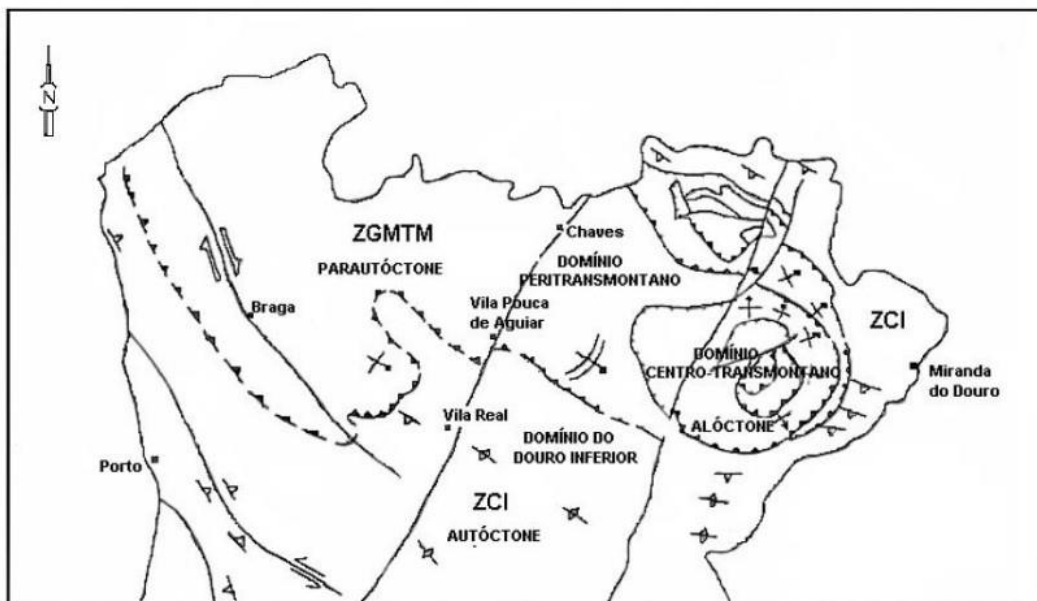 N
Chaves
ZGMTM
DOMÍNIO
PERITRANSMONTANO
PARAUTÓCTONE
Vila Pouca
de Aguiar
Braga
ZCI
DOMÍNIO
CENTRO-TRANSMONTANO
Miranda
do Douro
ALÓCTONE
Vila Real
DOMÍNIO DO
DOURO INFERIOR
Porto
ZCI
AUTÓCTONE